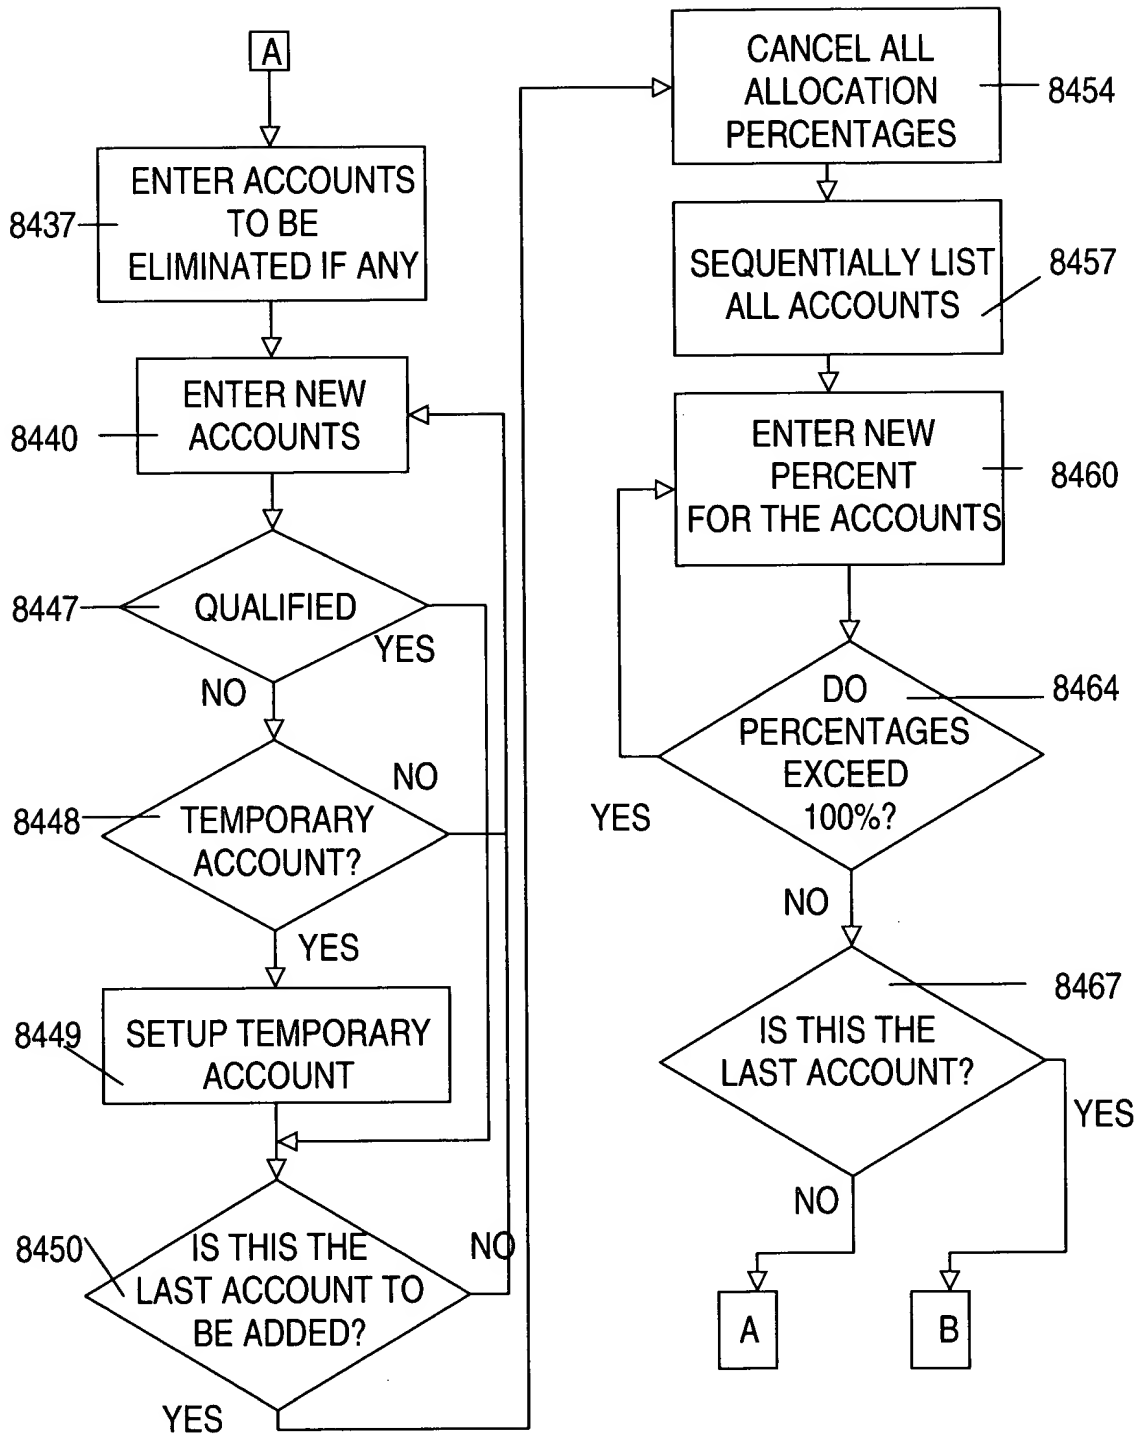 A
ENTER ACCOUNTS
TO BE
ELIMINATED IF ANY
8437
ENTER NEW
ACCOUNTS
8440
QUALIFIED
8447
YES
NO
TEMPORARY
ACCOUNT?
8448
NO
YES
SETUP TEMPORARY
ACCOUNT
8449
IS THIS THE
LAST ACCOUNT TO
BE ADDED?
8450
NO
YES
CANCEL ALL
ALLOCATION
PERCENTAGES
8454
SEQUENTIALLY LIST
ALL ACCOUNTS
8457
ENTER NEW
PERCENT
FOR THE ACCOUNTS
8460
DO
PERCENTAGES
EXCEED
100%?
8464
YES
NO
IS THIS THE
LAST ACCOUNT?
8467
YES
NO
A
B